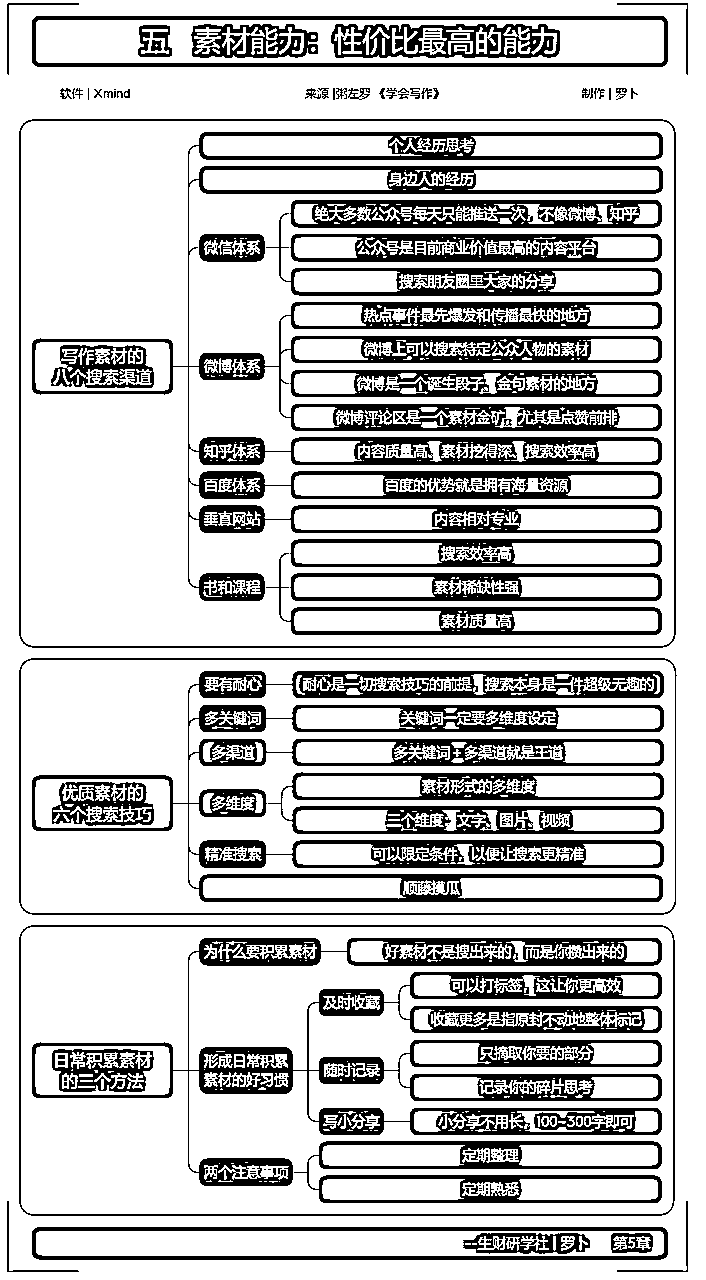 五 素材能力：性价比最高的能力
软件 | Xmind 来源 |粥左罗《学会写作》 制作 | 罗卜
写作素材的
八个搜索渠道
个人经历思考
身边人的经历
微信体系
绝大多数公众号每天只能推送一次，不像微博、知乎
公众号是目前商业价值最高的内容平台
搜索朋友圈里大家的分享
微博体系
热点事件最先爆发和传播最快的地方
微博上可以搜索特定公众人物的素材
微博是一个诞生段子、金句素材的地方
微博评论区是一个素材金矿，尤其是点赞前排
知乎体系
内容质量高、素材挖得深、搜索效率高
百度体系
百度的优势就是拥有海量资源
垂直网站
内容相对专业
书和课程
搜索效率高
素材稀缺性强
素材质量高
优质素材的
六个搜索技巧
要有耐心
（耐心是一切搜索技巧的前提，搜索本身是一件超级无趣的）
多关键词
关键词一定要多维度设定
多渠道
多关键词+多渠道就是王道
多维度
素材形式的多维度
三个维度：文字、图片、视频
精准搜索
可以限定条件，以便让搜索更精准
顺藤摸瓜
日常积累素材
的三个方法
为什么要积累素材
好素材不是搜出来的，而是你攒出来的
形成日常积累
素材的好习惯
及时收藏
可以打标签，这让你更高效
收藏更多是指原封不动地整体标记
随时记录
只摘取你要的部分
记录你的碎片思考
写小分享
小分享不用长，100~300字即可
两个注意事项
定期整理
定期熟悉
一生财研学社 | 罗卜 第5章